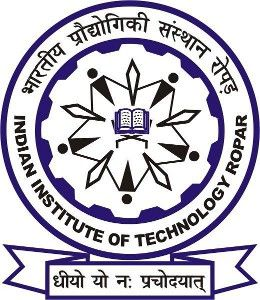 भारतीय प्रौद्योगिकी संस्थान रोपड़
INDIAN INSTITUTE OF TECHNOLOGY ROPAR
धीयो यो नः प्रचोदयात्